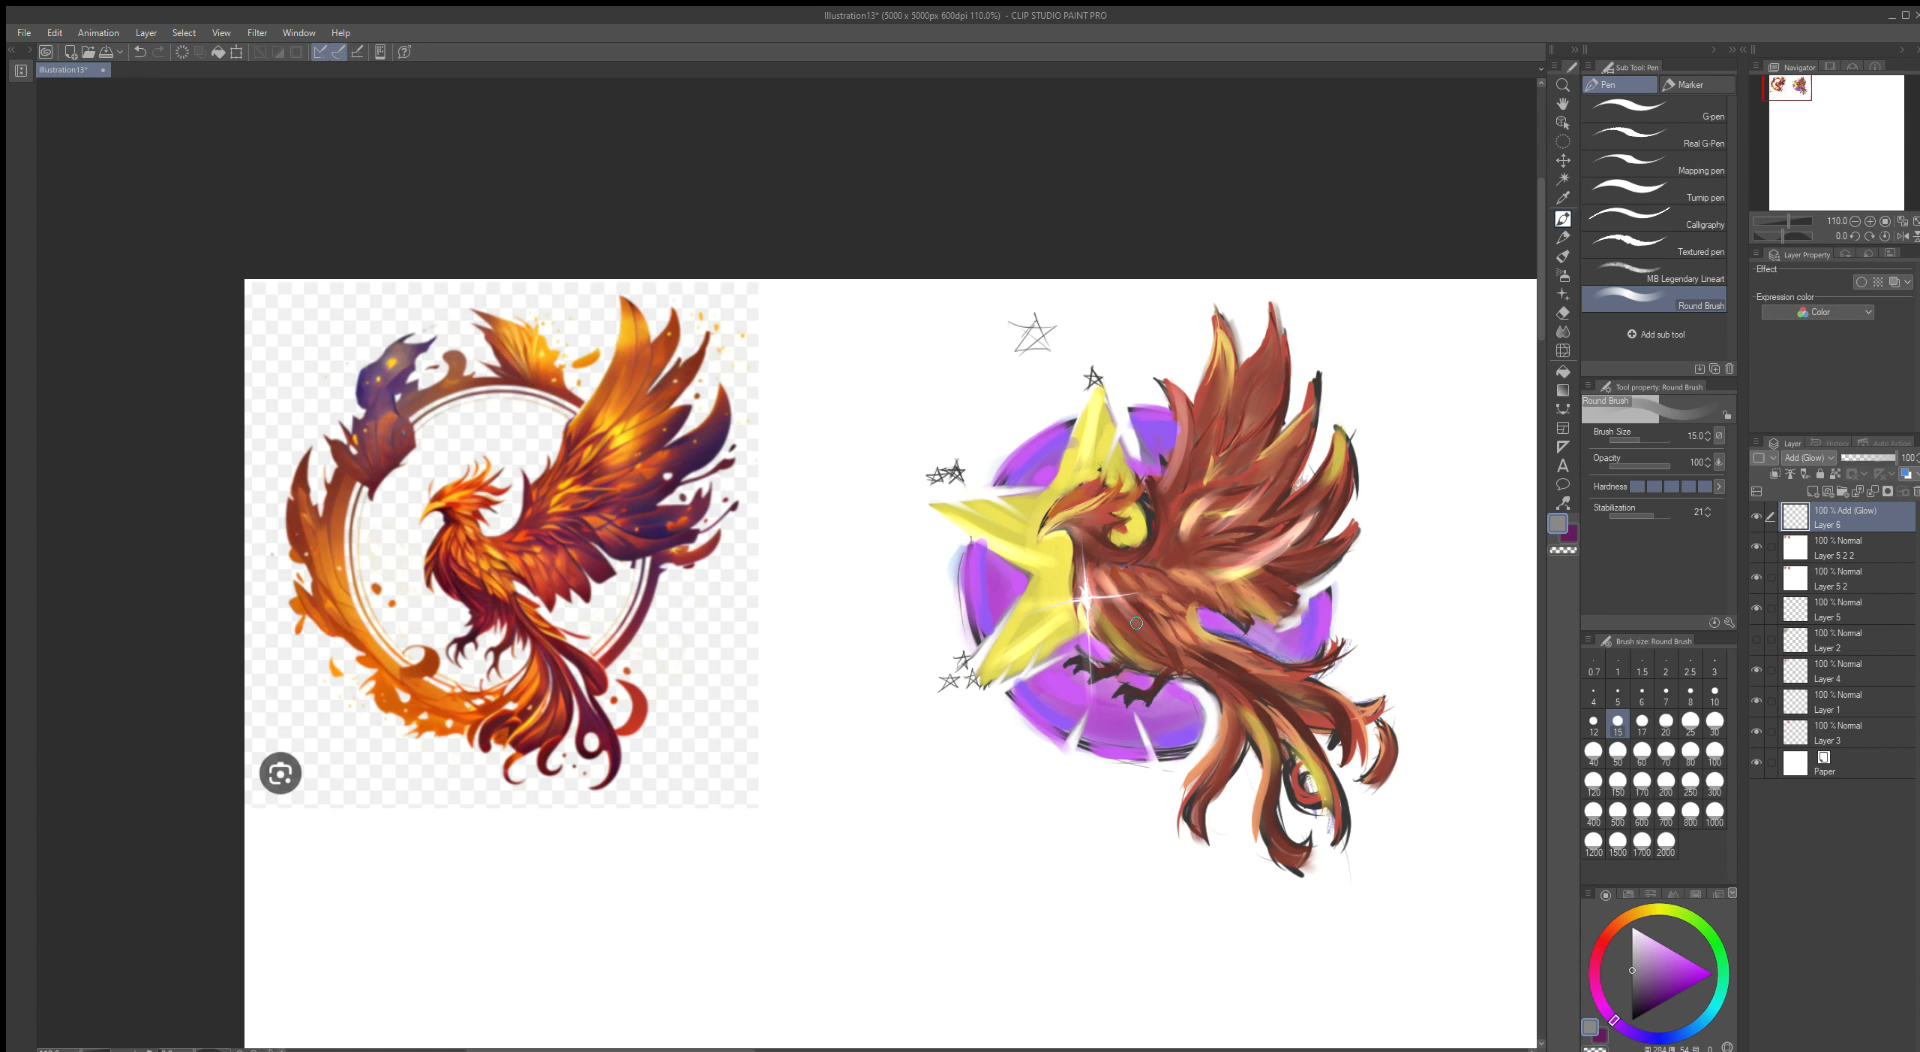 Illustration13* (5000 x 5000px 600dpi 110.0%) - CLIP STUDIO PAINT PRO
File Edit Animation Layer Select View Filter Window Help
Illustration13*
Sub Tool: Pen
Pen
Marker
G-pen
Real G-Pen
Mapping pen
Turnip pen
Calligraphy
Textured pen
MB Legendary Lineart
Round Brush
Add sub tool
Tool property: Round Brush
Round Brush
Brush Size 15.0
Opacity 100
Hardness
Stabilization 21
Brush size: Round Brush
0.7 1 1.5 2 2.5 3
4 5 6 7 8 10
12 15 17 20 25 30
40 50 60 70 80 100
120 150 170 200 250 300
400 500 600 700 800 1000
1200 1500 1700 2000
Navigator
110.0
0.0
Layer Property
Effect
Expression color
Color
Layer History Auto Action
Add (Glow) 100
100 % Add (Glow)
Layer 6
100 % Normal
Layer 5 2 2
100 % Normal
Layer 5 2
100 % Normal
Layer 5
100 % Normal
Layer 2
100 % Normal
Layer 4
100 % Normal
Layer 1
100 % Normal
Layer 3
Paper